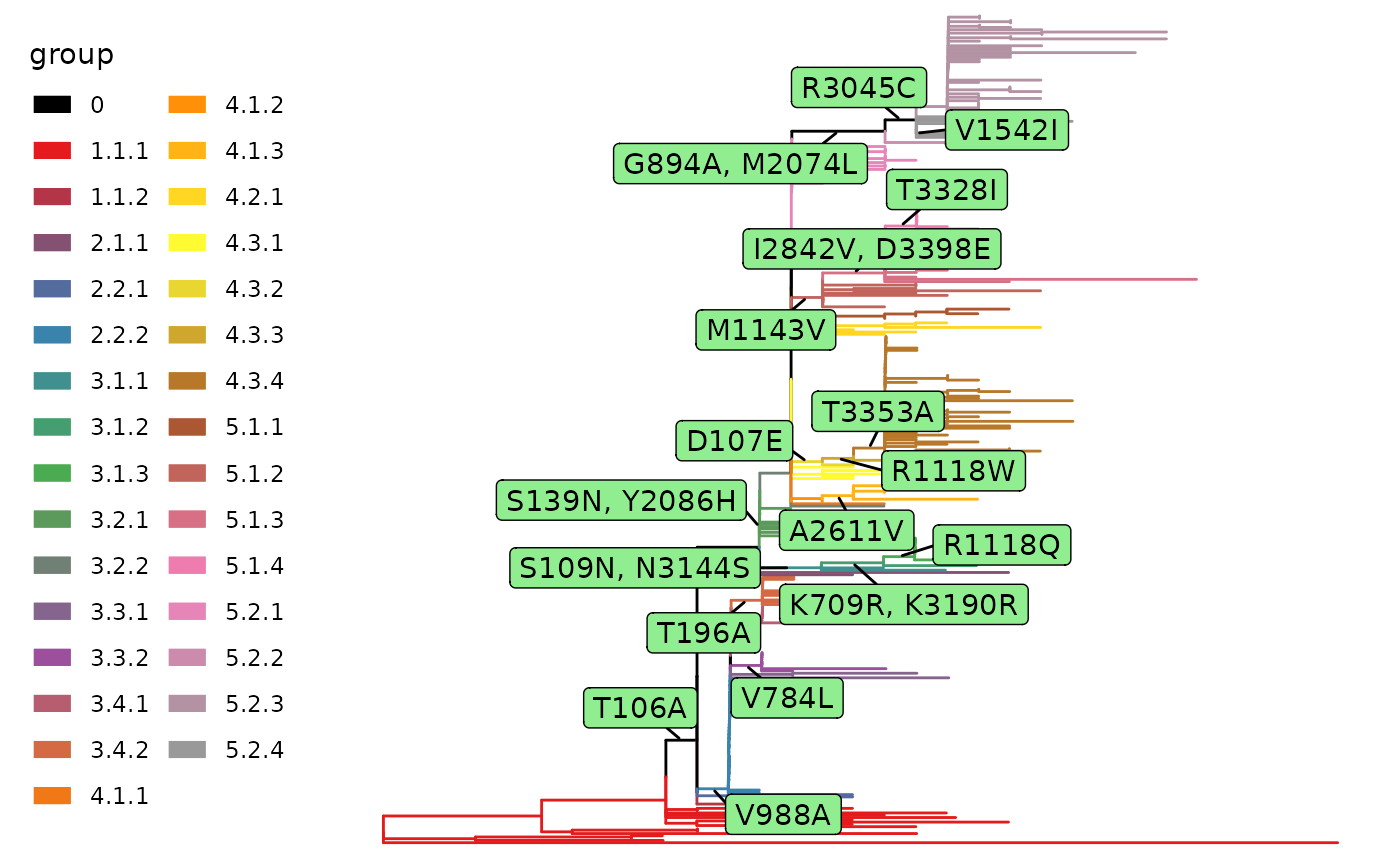 group
0
1.1.1
1.1.2
2.1.1
2.2.1
2.2.2
3.1.1
3.1.2
3.1.3
3.2.1
3.2.2
3.3.1
3.3.2
3.4.1
3.4.2
4.1.1
4.1.2
4.1.3
4.2.1
4.3.1
4.3.2
4.3.3
4.3.4
5.1.1
5.1.2
5.1.3
5.1.4
5.2.1
5.2.2
5.2.3
5.2.4
R3045C
V1542I
G894A, M2074L
T3328I
I2842V, D3398E
M1143V
T3353A
D107E
R1118W
S139N, Y2086H
A2611V
R1118Q
S109N, N3144S
K709R, K3190R
T196A
V784L
T106A
V988A